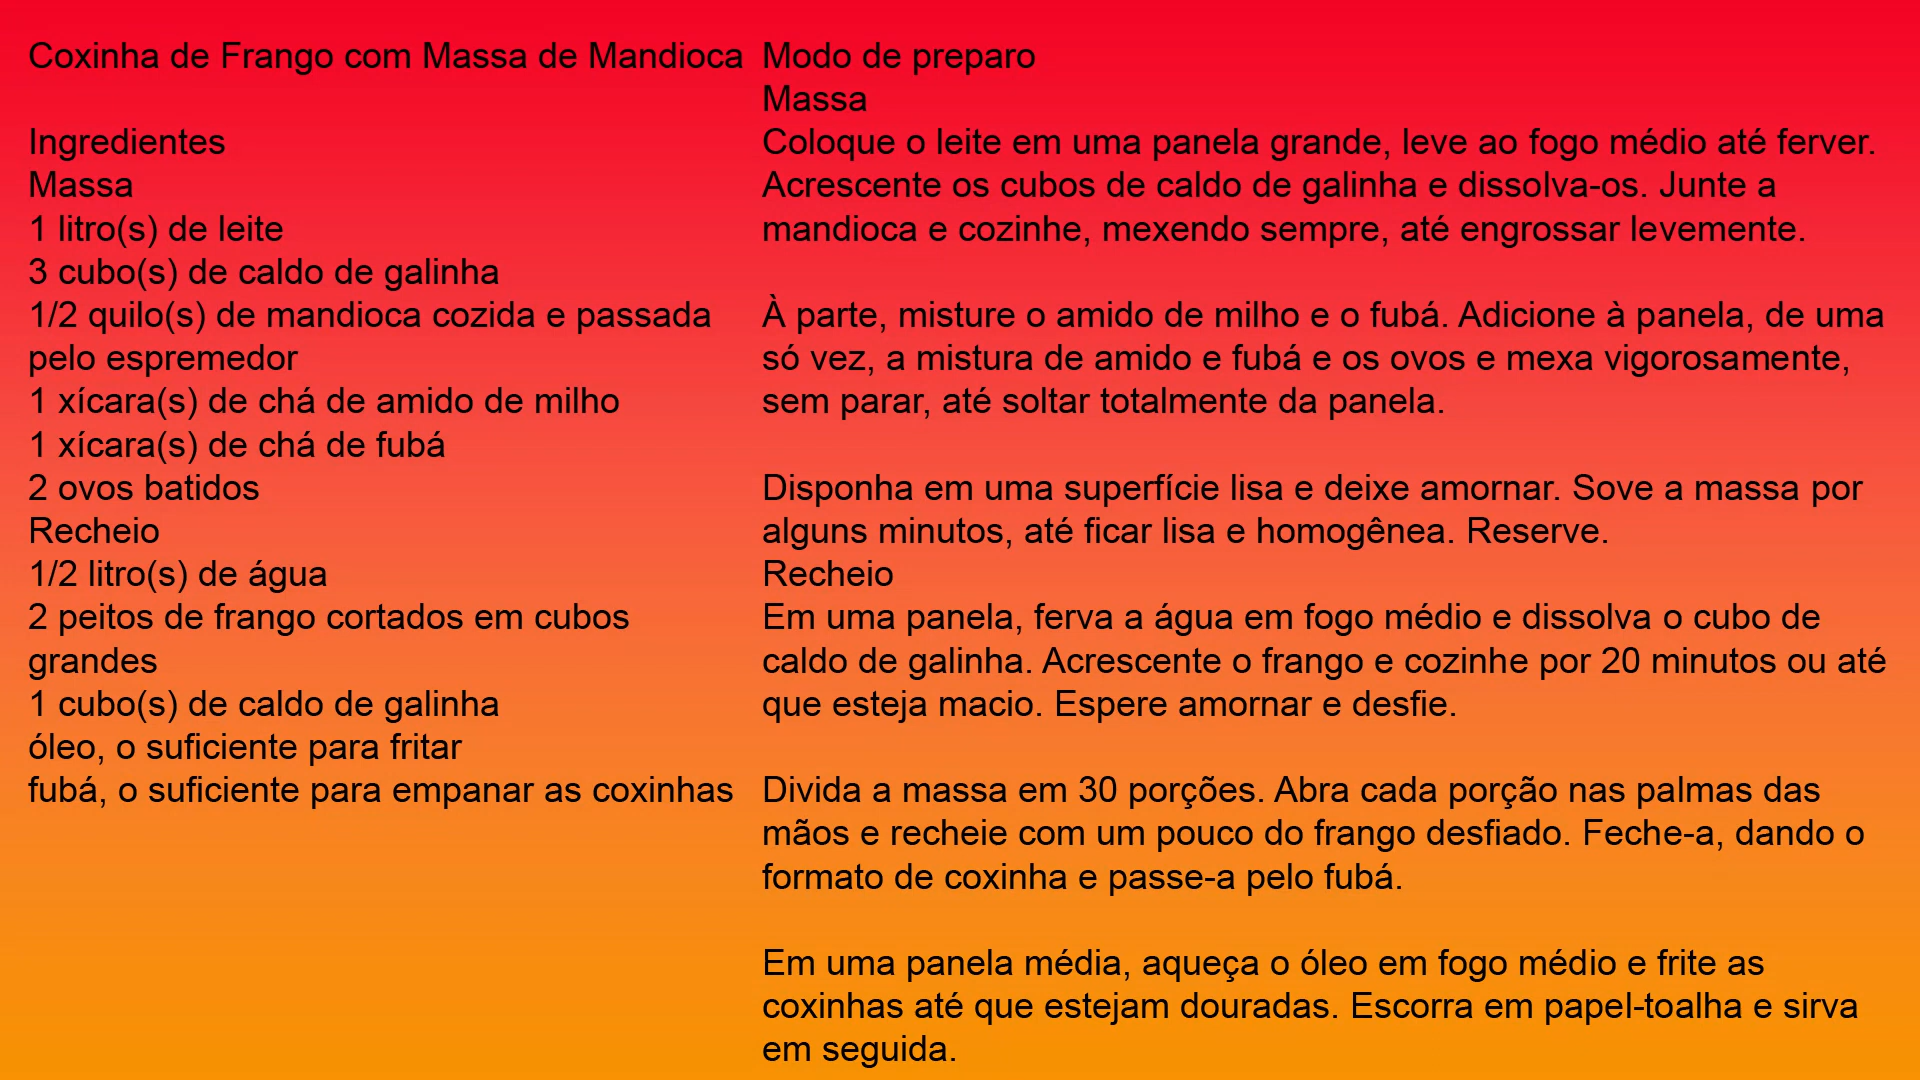 Coxinha de Frango com Massa de Mandioca
Ingredientes
Massa
1 litro(s) de leite
3 cubo(s) de caldo de galinha
1/2 quilo(s) de mandioca cozida e passada
pelo espremedor
1 xícara(s) de chá de amido de milho
1 xícara(s) de chá de fubá
2 ovos batidos
Recheio
1/2 litro(s) de água
2 peitos de frango cortados em cubos
grandes
1 cubo(s) de caldo de galinha
óleo, o suficiente para fritar
fubá, o suficiente para empanar as coxinhas
Modo de preparo
Massa
Coloque o leite em uma panela grande, leve ao fogo médio até ferver.
Acrescente os cubos de caldo de galinha e dissolva-os. Junte a
mandioca e cozinhe, mexendo sempre, até engrossar levemente.
À parte, misture o amido de milho e o fubá. Adicione à panela, de uma
só vez, a mistura de amido e fubá e os ovos e mexa vigorosamente,
sem parar, até soltar totalmente da panela.
Disponha em uma superfície lisa e deixe amornar. Sove a massa por
alguns minutos, até ficar lisa e homogênea. Reserve.
Recheio
Em uma panela, ferva a água em fogo médio e dissolva o cubo de
caldo de galinha. Acrescente o frango e cozinhe por 20 minutos ou até
que esteja macio. Espere amornar e desfie.
Divida a massa em 30 porções. Abra cada porção nas palmas das
mãos e recheie com um pouco do frango desfiado. Feche-a, dando o
formato de coxinha e passe-a pelo fubá.
Em uma panela média, aqueça o óleo em fogo médio e frite as
coxinhas até que estejam douradas. Escorra em papel-toalha e sirva
em seguida.